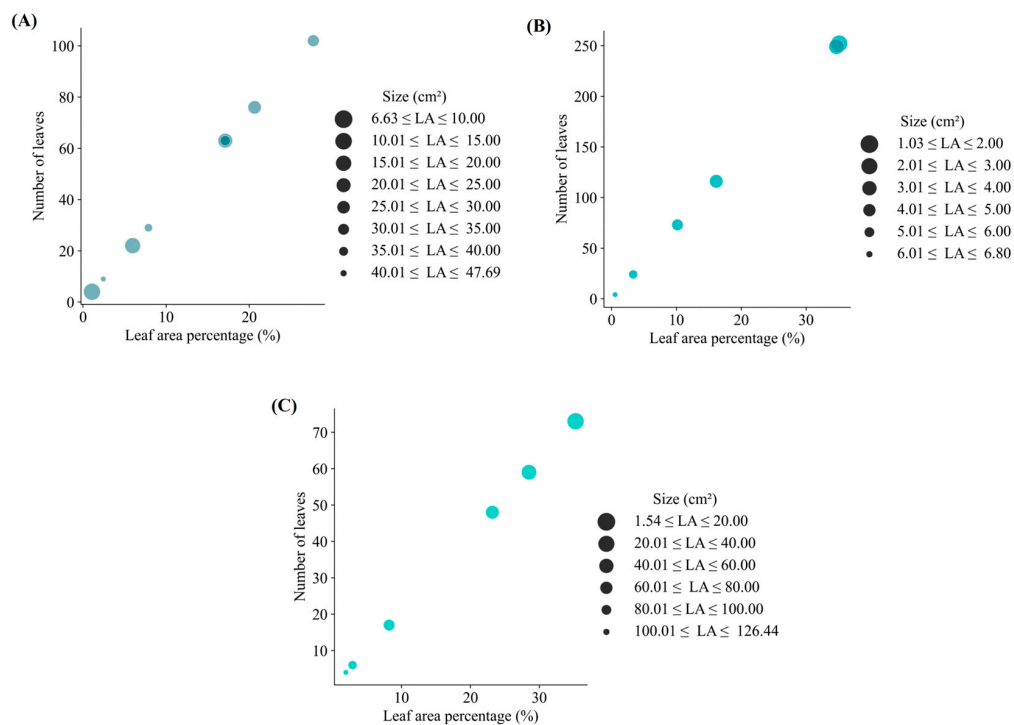 (A)
100
80
60
40
20
0
0
10
20
Number of leaves
Leaf area percentage (%)
Size (cm²)
6.63 ≤ LA ≤ 10.00
10.01 ≤ LA ≤ 15.00
15.01 ≤ LA ≤ 20.00
20.01 ≤ LA ≤ 25.00
25.01 ≤ LA ≤ 30.00
30.01 ≤ LA ≤ 35.00
35.01 ≤ LA ≤ 40.00
40.01 ≤ LA ≤ 47.69
(B)
250
200
150
100
50
0
0
10
20
30
Number of leaves
Leaf area percentage (%)
Size (cm²)
1.03 ≤ LA ≤ 2.00
2.01 ≤ LA ≤ 3.00
3.01 ≤ LA ≤ 4.00
4.01 ≤ LA ≤ 5.00
5.01 ≤ LA ≤ 6.00
6.01 ≤ LA ≤ 6.80
(C)
70
60
50
40
30
20
10
10
20
30
Number of leaves
Leaf area percentage (%)
Size (cm²)
1.54 ≤ LA ≤ 20.00
20.01 ≤ LA ≤ 40.00
40.01 ≤ LA ≤ 60.00
60.01 ≤ LA ≤ 80.00
80.01 ≤ LA ≤ 100.00
100.01 ≤ LA ≤ 126.44